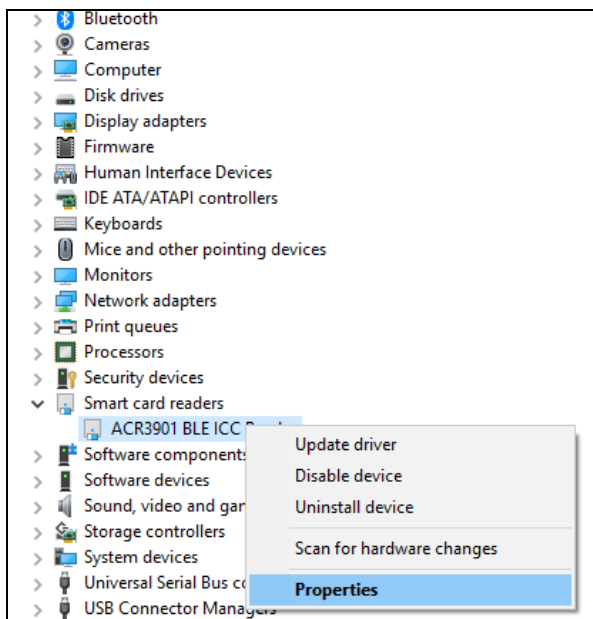 Bluetooth
Cameras
Computer
Disk drives
Display adapters
Firmware
Human Interface Devices
IDE ATA/ATAPI controllers
Keyboards
Mice and other pointing devices
Monitors
Network adapters
Print queues
Processors
Security devices
Smart card readers
ACR3901 BLE ICC
Update driver
Software components
Disable device
Software devices
Uninstall device
Sound, video and
Storage controllers
Scan for hardware changes
System devices
Universal Serial Bus
Properties
USB Connector Managers